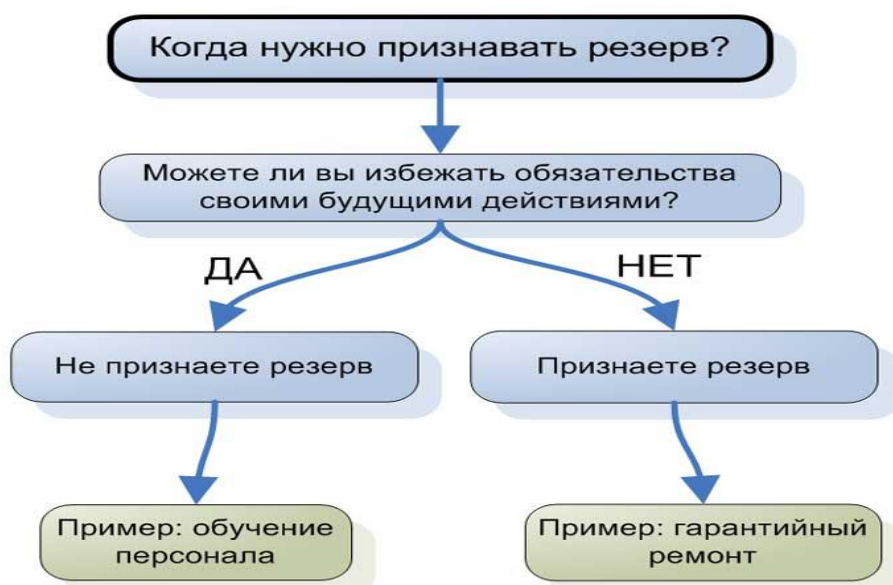 Когда нужно признавать резерв?
Можете ли вы избежать обязательства
своими будущими действиями?
ДА
НЕТ
Не признаете резерв
Признаете резерв
Пример: обучение
персонала
Пример: гарантийный
ремонт